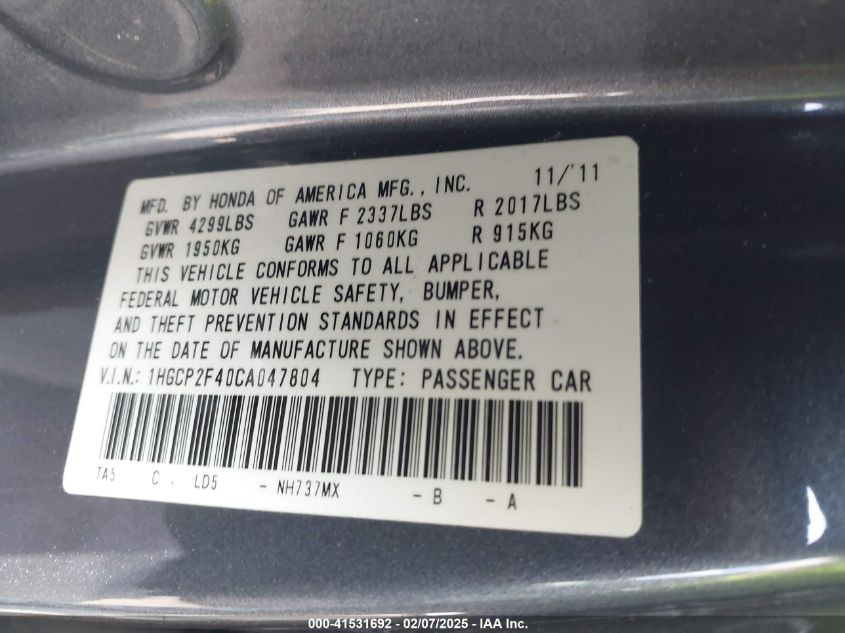 MFD. BY HONDA OF AMERICA MFG., INC. 11/'11
GVWR 4299LBS GAWR F 2337LBS R 2017LBS
GVWR 1950KG GAWR F 1060KG R 915KG
THIS VEHICLE CONFORMS TO ALL APPLICABLE
FEDERAL MOTOR VEHICLE SAFETY, BUMPER,
AND THEFT PREVENTION STANDARDS IN EFFECT
ON THE DATE OF MANUFACTURE SHOWN ABOVE.
V.I.N.: 1HGCP2F40CA047804 TYPE: PASSENGER CAR
TA5 C . LD5 - NH737MX - B - A
000-41531692 - 02/07/2025 - IAA Inc.